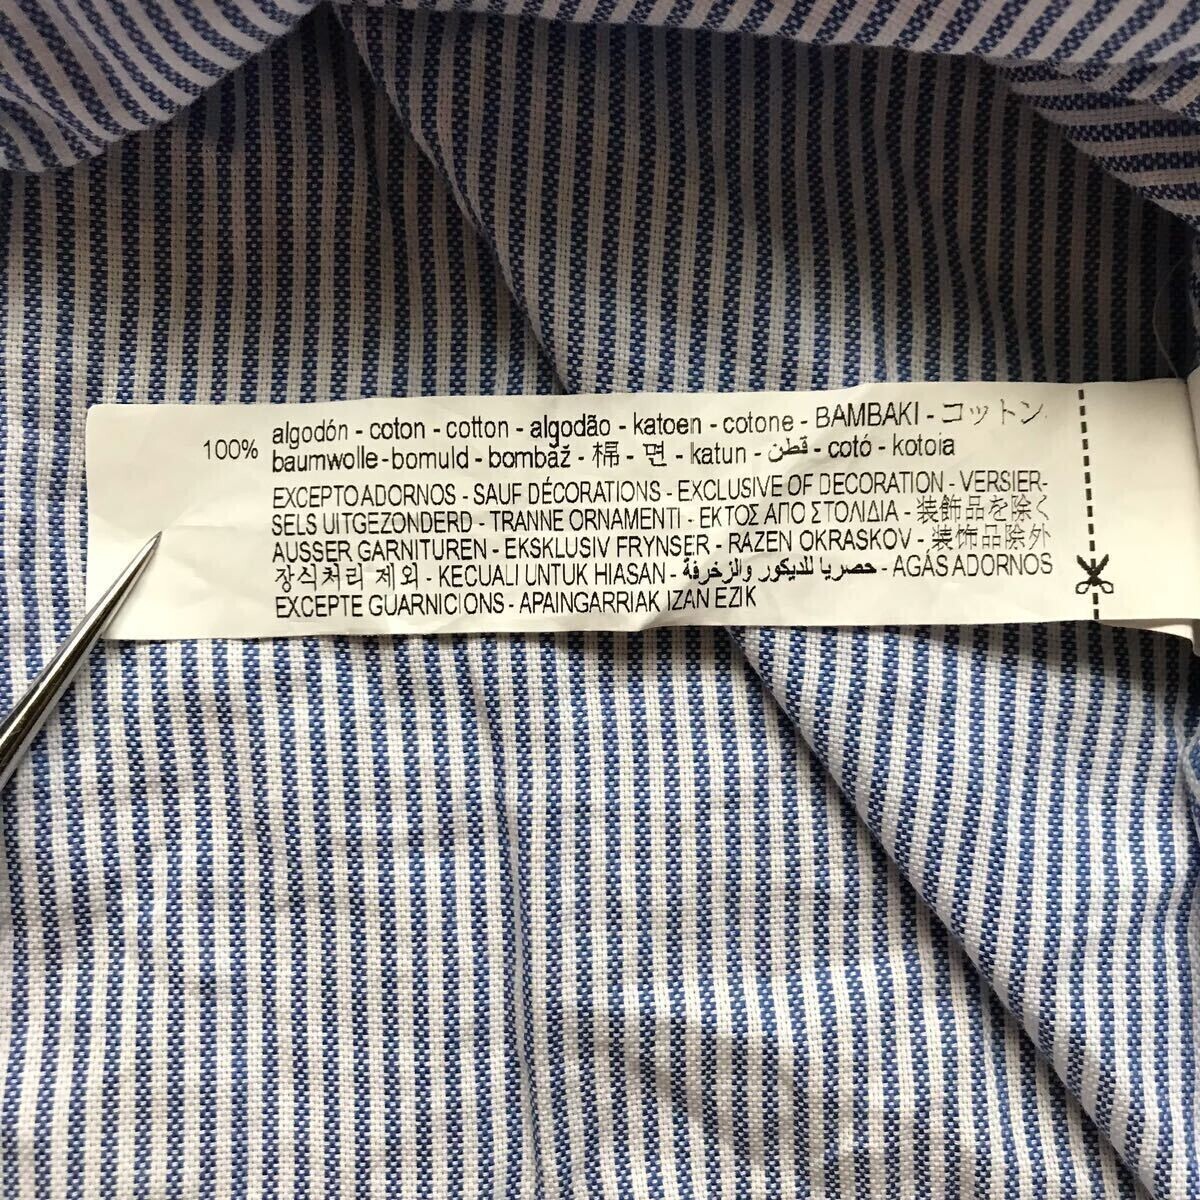 100% algodón - coton - cotton - algodão - katoen - cotone - BAMBAKI - コットン
baumwolle - bomuld - bombaž - 棉 - 면 - katun - قطن - cotó - kotoia
EXCEPTO ADORNOS - SAUF DÉCORATIONS - EXCLUSIVE OF DECORATION - VERSIER-
SELS UITGEZONDERD - TRANNE ORNAMENTI - ΕΚΤΟΣ ΑΠΟ ΣΤΟΛΙΔΙΑ - 装飾品を除く
AUSSER GARNITUREN - EKSKLUSIV FRYNSER - RAZEN OKRASKOV - 装饰品除外
장식처리 제외 - KECUALI UNTUK HIASAN - حصريا للديكور والزخرفة - AGAS ADORNOS
EXCEPTE GUARNICIONS - APAINGARRIAK IZAN EZIK